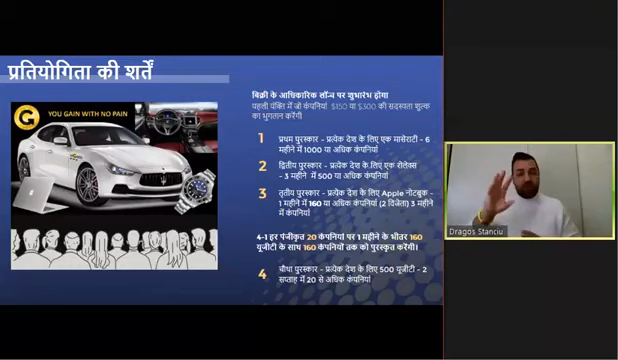 प्रतियोगिता की शर्तें
G
YOU GAIN WITH NO PAIN
बिक्री के आधिकारिक लॉन्च पर शुभारंभ होगा
पहली पंक्ति में जो कंपनियां $150 या $300 की सदस्यता शुल्क
का भुगतान करेंगी
1 प्रथम पुरस्कार - प्रत्येक देश के लिए एक मासेराटी - 6
महीने में 1000 या अधिक कंपनियां
2 द्वितीय पुरस्कार - प्रत्येक देश के लिए एक रोलेक्स
- 3 महीने में 500 या अधिक कंपनियां
3 तृतीय पुरस्कार - प्रत्येक देश के लिए Apple नोटबुक -
1 महीने में 160 या अधिक कंपनियां (2 विजेता) 3 महीने
में कंपनियां
4-1 हर पंजीकृत 20 कंपनियां पर 1 महीने के भीतर 160
यूजीटी के साथ 160 कंपनियों तक को पुरस्कृत करेंगी।
4 चौथा पुरस्कार - प्रत्येक देश के लिए 500 यूजीटी - 2
सप्ताह में 20 से अधिक कंपनियां
Dragos Stanciu